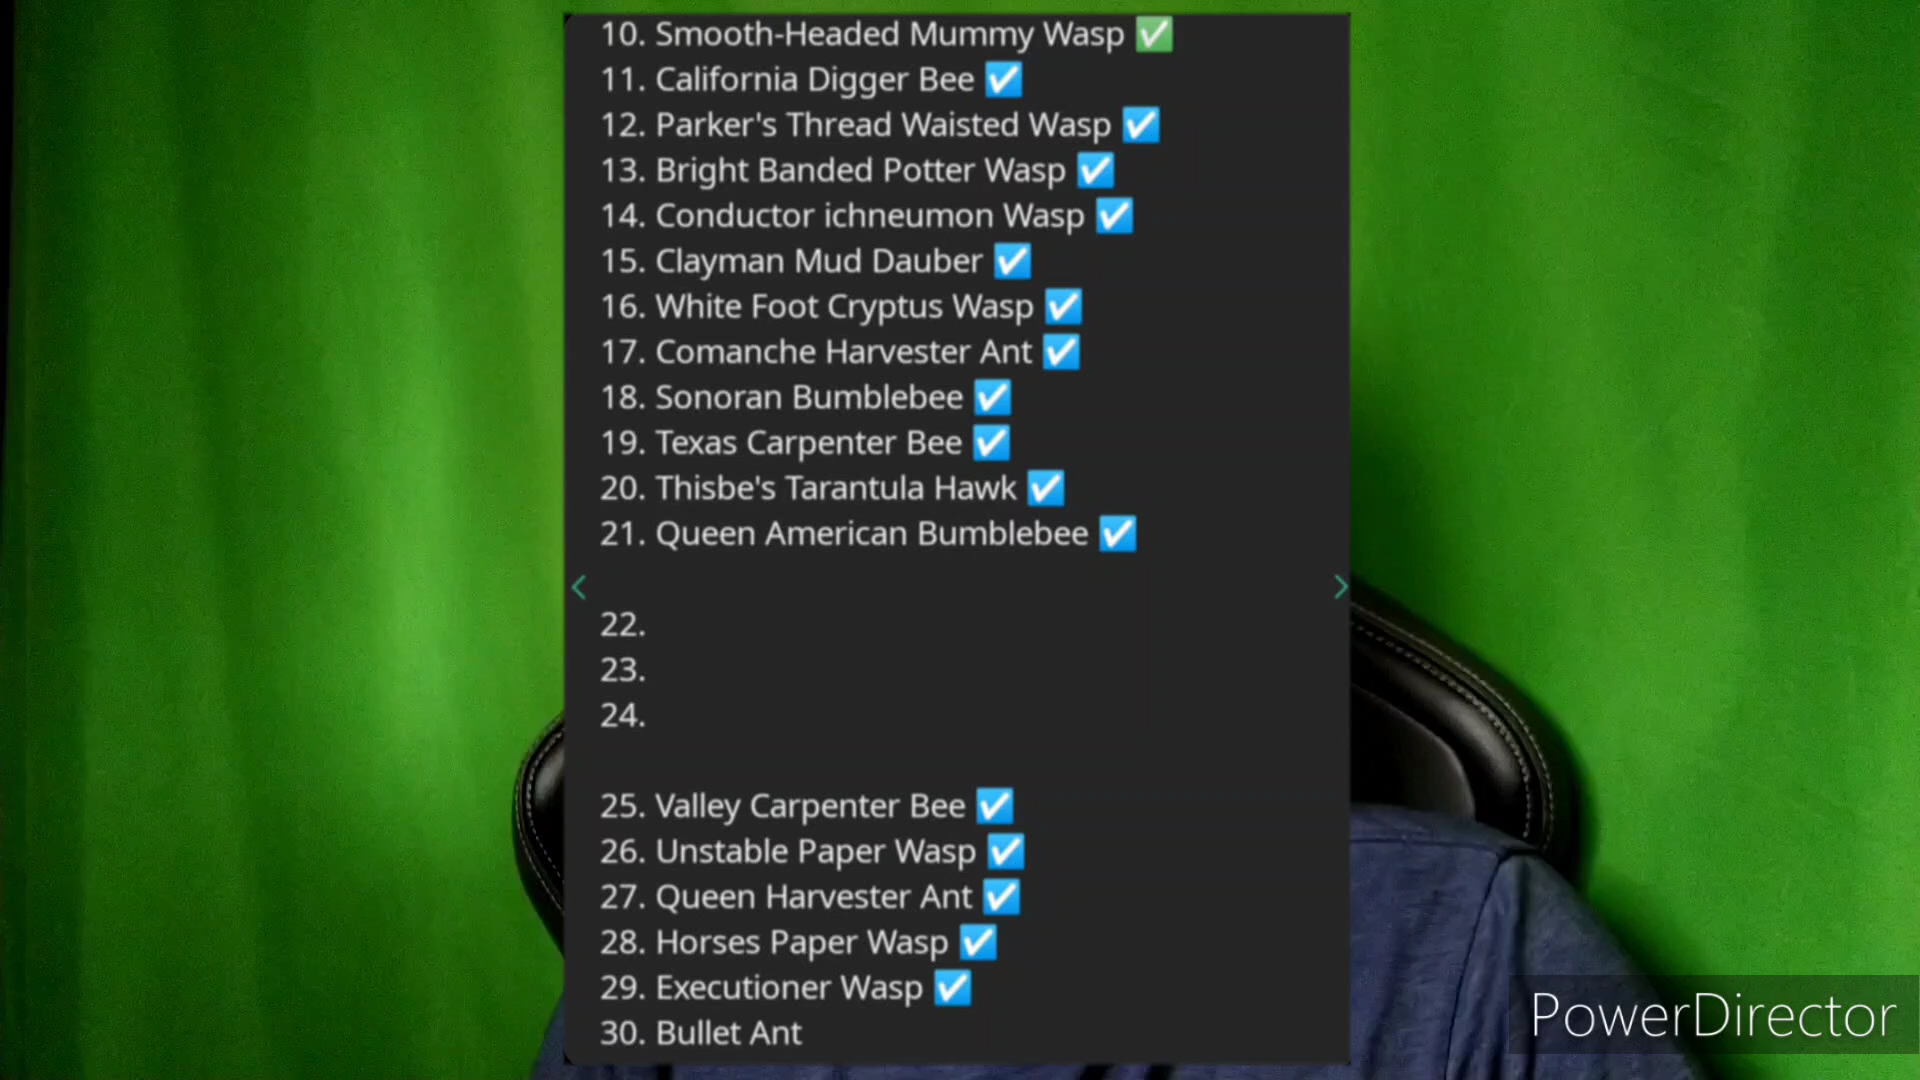 10. Smooth-Headed Mummy Wasp ✅
11. California Digger Bee ☑️
12. Parker's Thread Waisted Wasp ☑️
13. Bright Banded Potter Wasp ☑️
14. Conductor ichneumon Wasp ☑️
15. Clayman Mud Dauber ☑️
16. White Foot Cryptus Wasp ☑️
17. Comanche Harvester Ant ☑️
18. Sonoran Bumblebee ☑️
19. Texas Carpenter Bee ☑️
20. Thisbe's Tarantula Hawk ☑️
21. Queen American Bumblebee ☑️
22.
23.
24.
25. Valley Carpenter Bee ☑️
26. Unstable Paper Wasp ☑️
27. Queen Harvester Ant ☑️
28. Horses Paper Wasp ☑️
29. Executioner Wasp ☑️
30. Bullet Ant
PowerDirector